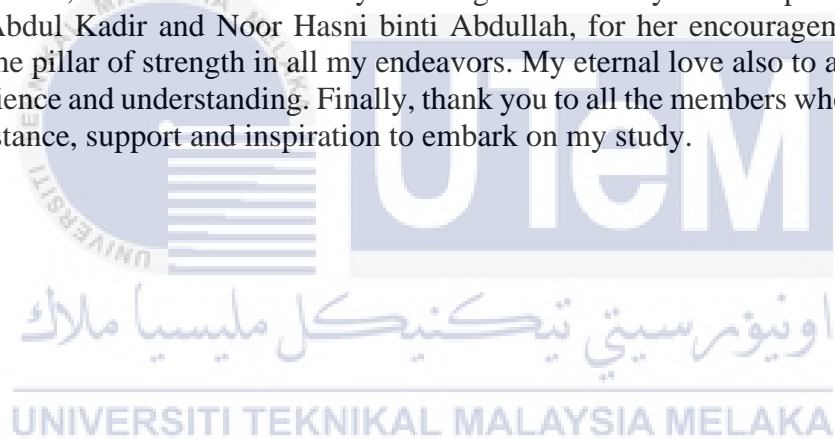 Abdul Kadir and Noor Hasni binti Abdullah, for her encouragem
he pillar of strength in all my endeavors. My eternal love also to a
ience and understanding. Finally, thank you to all the members who
stance, support and inspiration to embark on my study.
UTeM
اونيۏرسيتي تيكنيكل مليسيا ملاك
UNIVERSITI TEKNIKAL MALAYSIA MELAKA